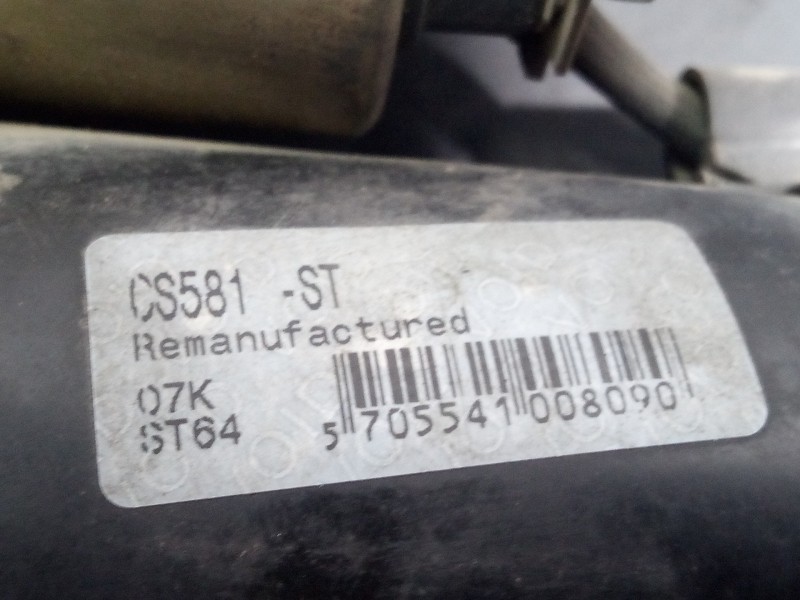 CS581 -ST
Remanufactured
07K
ST64
5 705541 008090